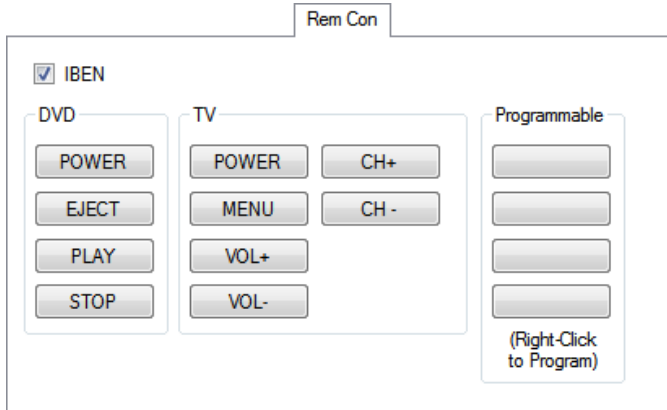 Rem Con
IBEN
DVD
TV
Programmable
POWER
POWER
CH+
EJECT
MENU
CH -
PLAY
VOL+
STOP
VOL-
(Right-Click
to Program)